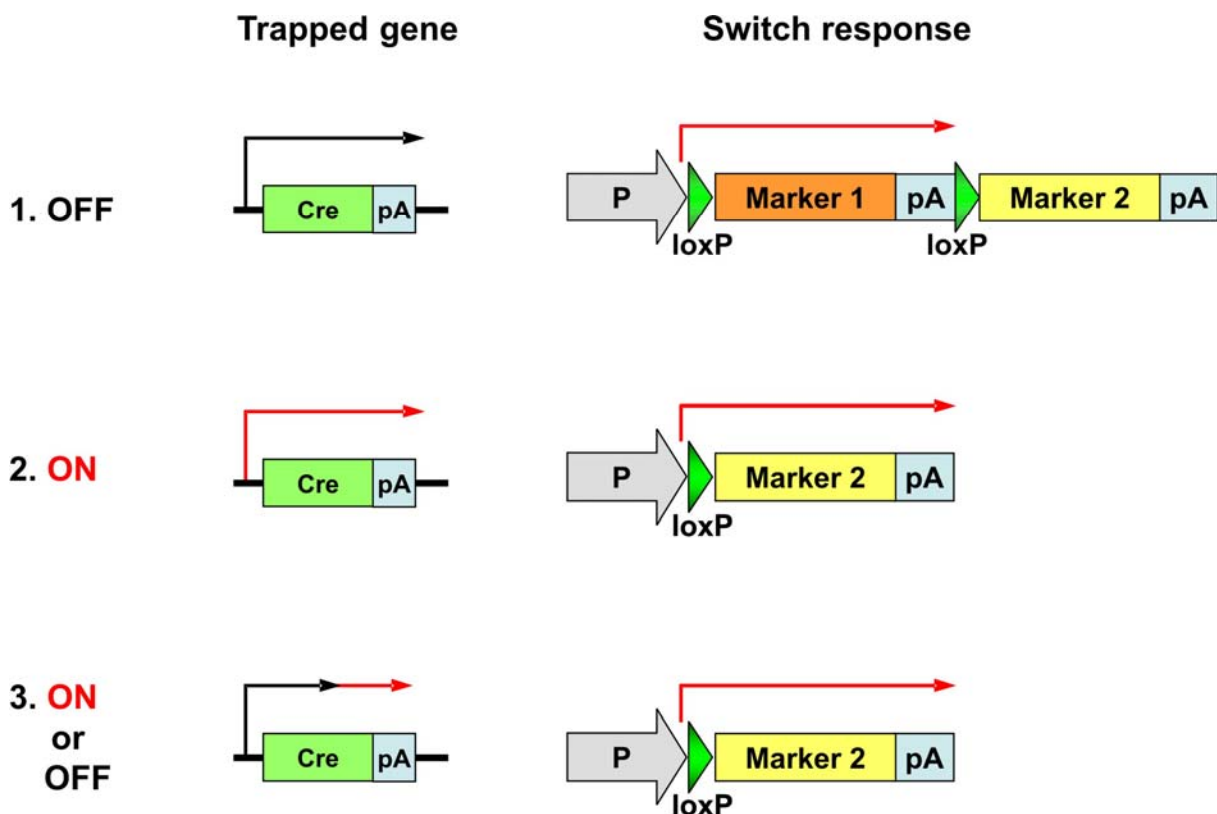 Trapped gene
Switch response
1. OFF
Cre
pA
P
loxP
Marker 1
pA
loxP
Marker 2
pA
2. ON
Cre
pA
P
loxP
Marker 2
pA
3. ON
or
OFF
Cre
pA
P
loxP
Marker 2
pA